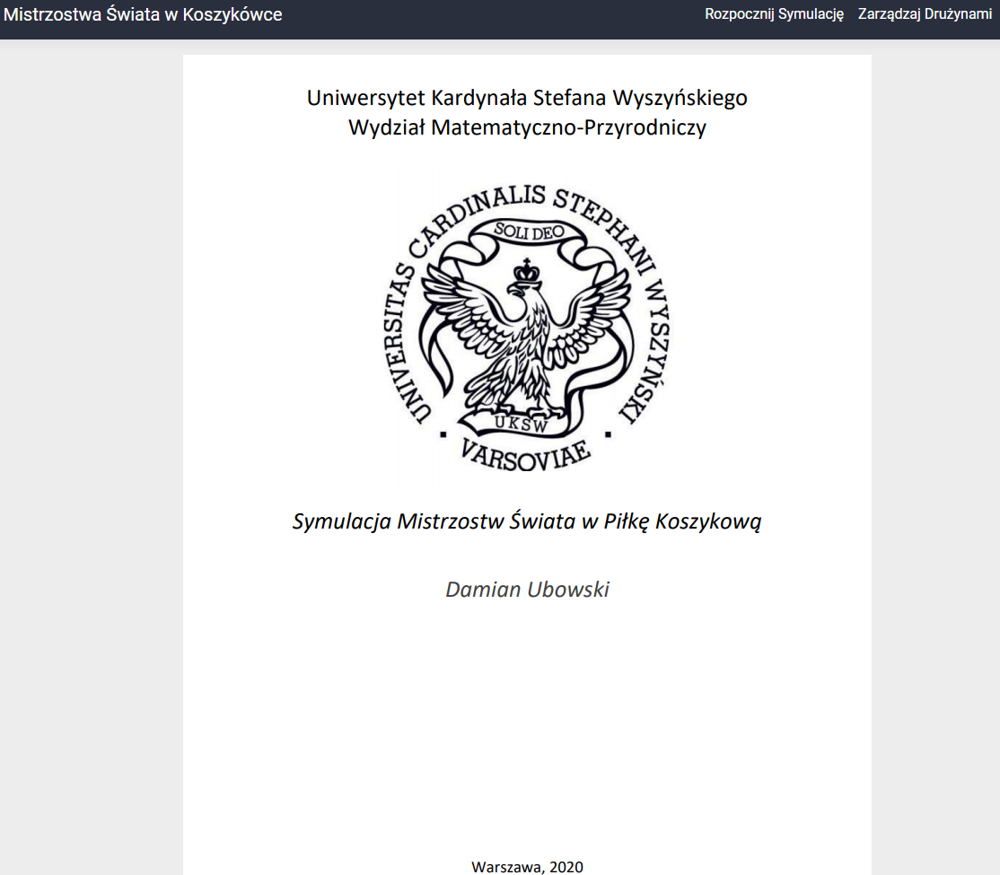 Mistrzostwa Świata w Koszykówce
Rozpocznij Symulację Zarządzaj Drużynami
Uniwersytet Kardynała Stefana Wyszyńskiego
Wydział Matematyczno-Przyrodniczy
UNIVERSITAS CARDINALIS STEPHANI WYSZYŃSKI
SOLI DEO
UKSW
VARSOVIAE
Symulacja Mistrzostw Świata w Piłkę Koszykową
Damian Ubowski
Warszawa, 2020